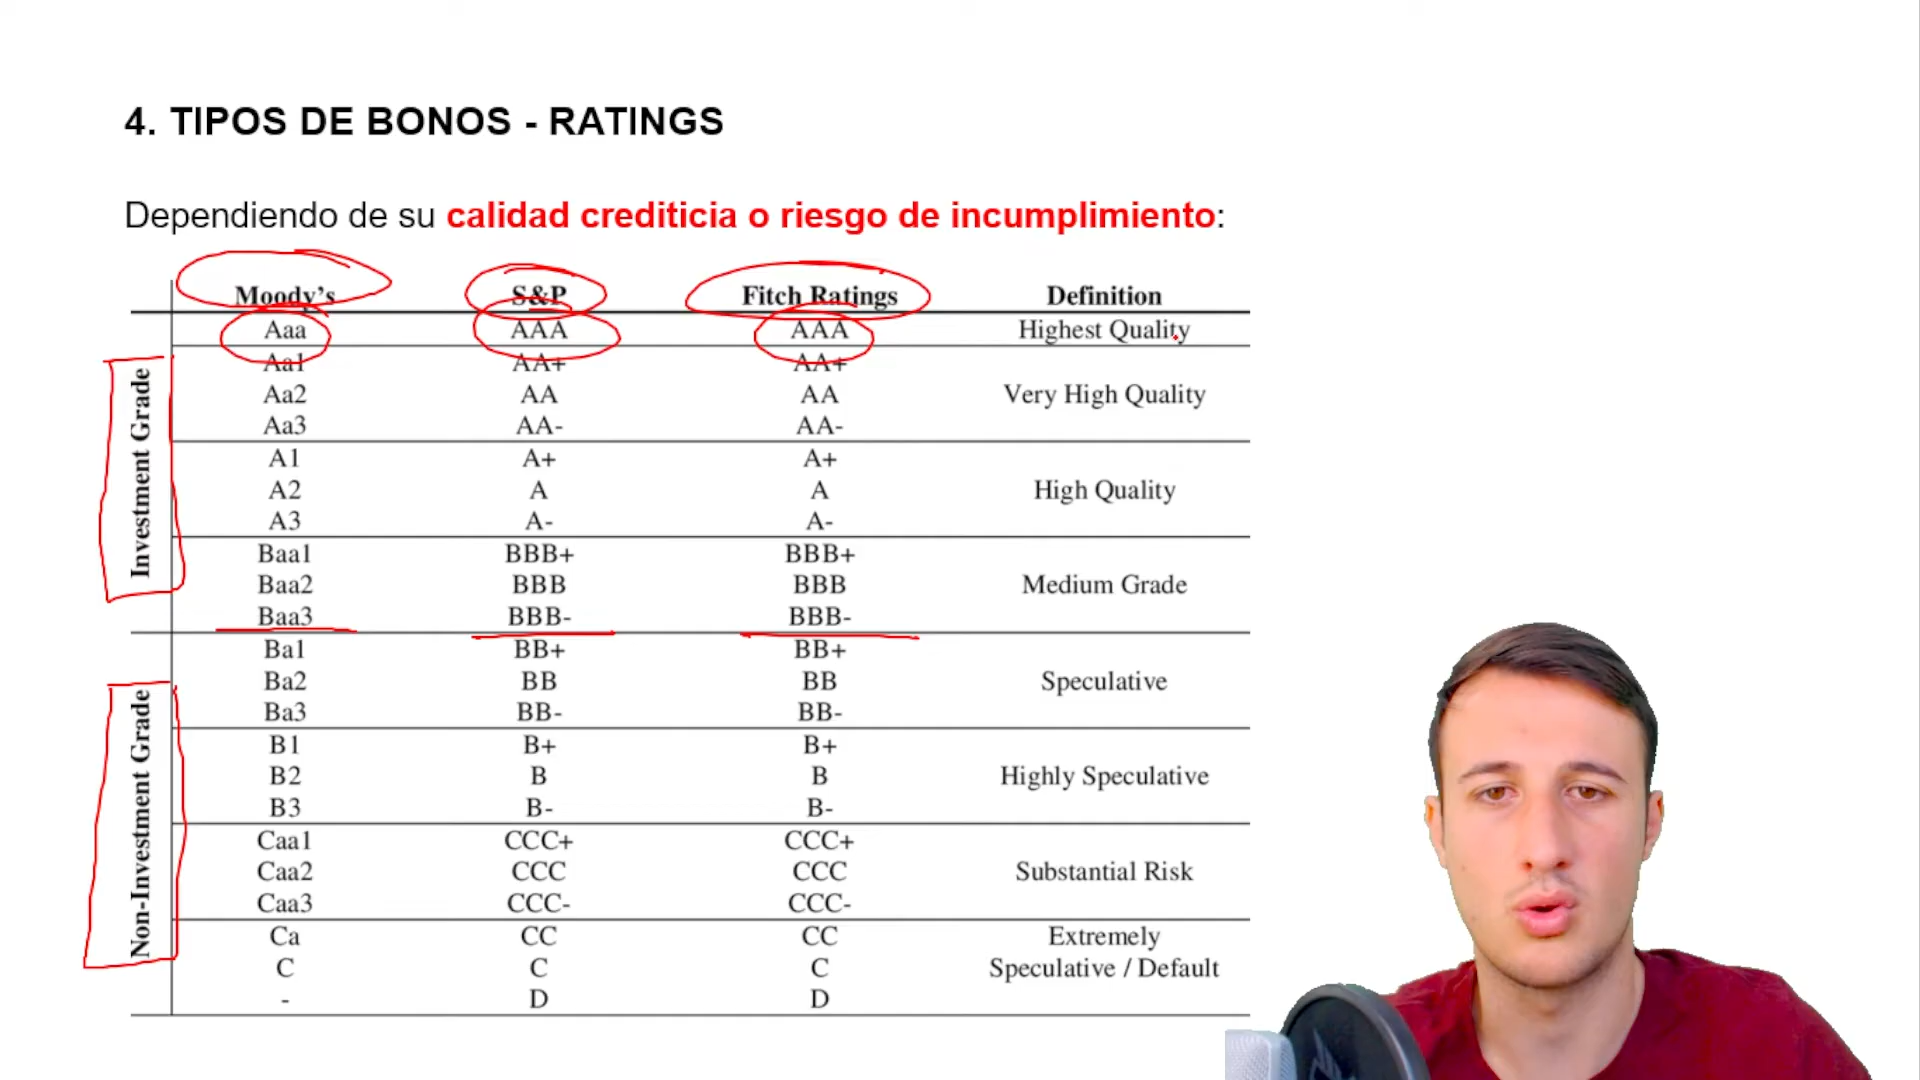 4. TIPOS DE BONOS - RATINGS
Dependiendo de su calidad crediticia o riesgo de incumplimiento:
Moody's S&P Fitch Ratings Definition
Investment Grade
Aaa AAA AAA Highest Quality
Aa1 AA+ AA+
Aa2 AA AA Very High Quality
Aa3 AA- AA-
A1 A+ A+
A2 A A High Quality
A3 A- A-
Baa1 BBB+ BBB+
Baa2 BBB BBB Medium Grade
Baa3 BBB- BBB-
Non-Investment Grade
Ba1 BB+ BB+
Ba2 BB BB Speculative
Ba3 BB- BB-
B1 B+ B+
B2 B B Highly Speculative
B3 B- B-
Caa1 CCC+ CCC+
Caa2 CCC CCC Substantial Risk
Caa3 CCC- CCC-
Ca CC CC Extremely
C C C Speculative / Default
- D D